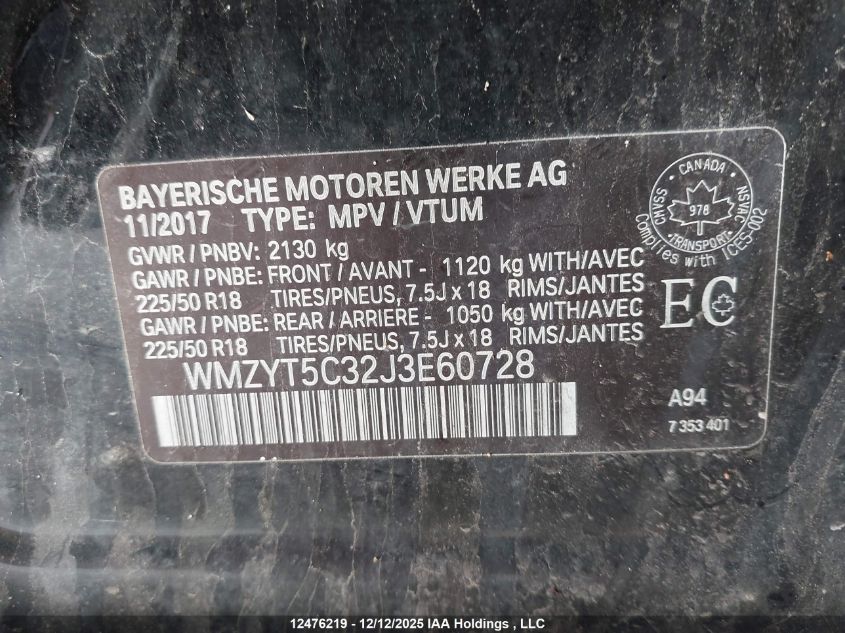 BAYERISCHE MOTOREN WERKE AG
11/2017 TYPE: MPV / VTUM
GVWR / PNBV: 2130 kg
GAWR / PNBE: FRONT / AVANT - 1120 kg WITH/AVEC
225/50 R18 TIRES/PNEUS, 7.5J x 18 RIMS/JANTES
GAWR / PNBE: REAR / ARRIERE - 1050 kg WITH/AVEC
225/50 R18 TIRES/PNEUS, 7.5J x 18 RIMS/JANTES
WMZYT5C32J3E60728
CANADA
CMVSS
NSVAC
978
TRANSPORT
Complies with ICES-002
EC
A94
7 353 401
12476219 - 12/12/2025 IAA Holdings , LLC